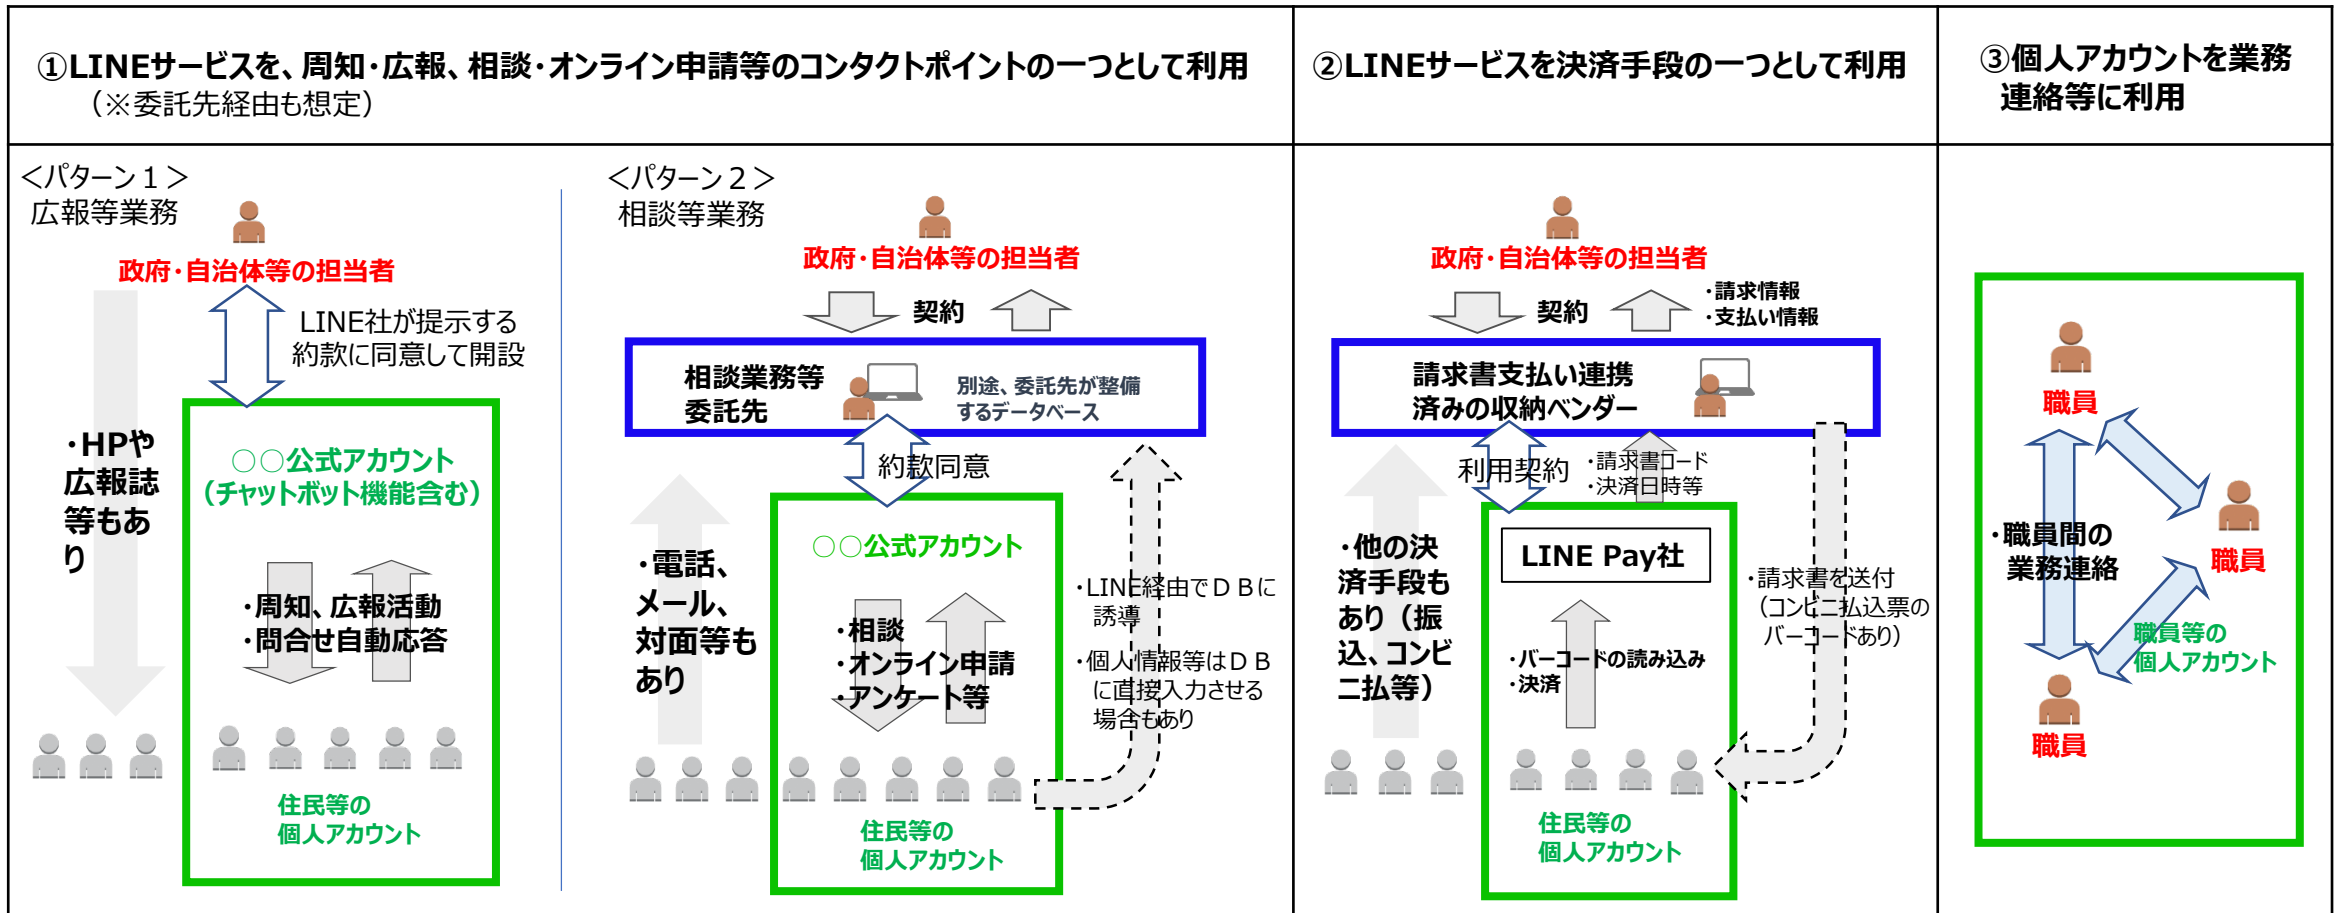 ①LINEサービスを、周知・広報、相談・オンライン申請等のコンタクトポイントの一つとして利用
（※委託先経由も想定）
②LINEサービスを決済手段の一つとして利用
③個人アカウントを業務
連絡等に利用
＜パターン１＞
広報等業務
政府・自治体等の担当者
LINE社が提示する
約款に同意して開設
・HPや
広報誌
等もあ
り
○○公式アカウント
（チャットボット機能含む）
・周知、広報活動
・問合せ自動応答
住民等の
個人アカウント
＜パターン２＞
相談等業務
政府・自治体等の担当者
契約
相談業務等
委託先
別途、委託先が整備
するデータベース
約款同意
・電話、
メール、
対面等も
あり
○○公式アカウント
・相談
・オンライン申請
・アンケート等
・LINE経由でＤＢに
誘導
・個人情報等はＤＢ
に直接入力させる
場合もあり
住民等の
個人アカウント
政府・自治体等の担当者
契約
・請求情報
・支払い情報
請求書支払い連携
済みの収納ベンダー
利用契約
・請求書コード
・決済日時等
・他の決
済手段も
あり（振
込、コンビ
ニ払等）
LINE Pay社
・バーコードの読み込み
・決済
・請求書を送付
（コンビニ払込票の
バーコードあり）
住民等の
個人アカウント
職員
職員
・職員間の
業務連絡
職員等の
個人アカウント
職員